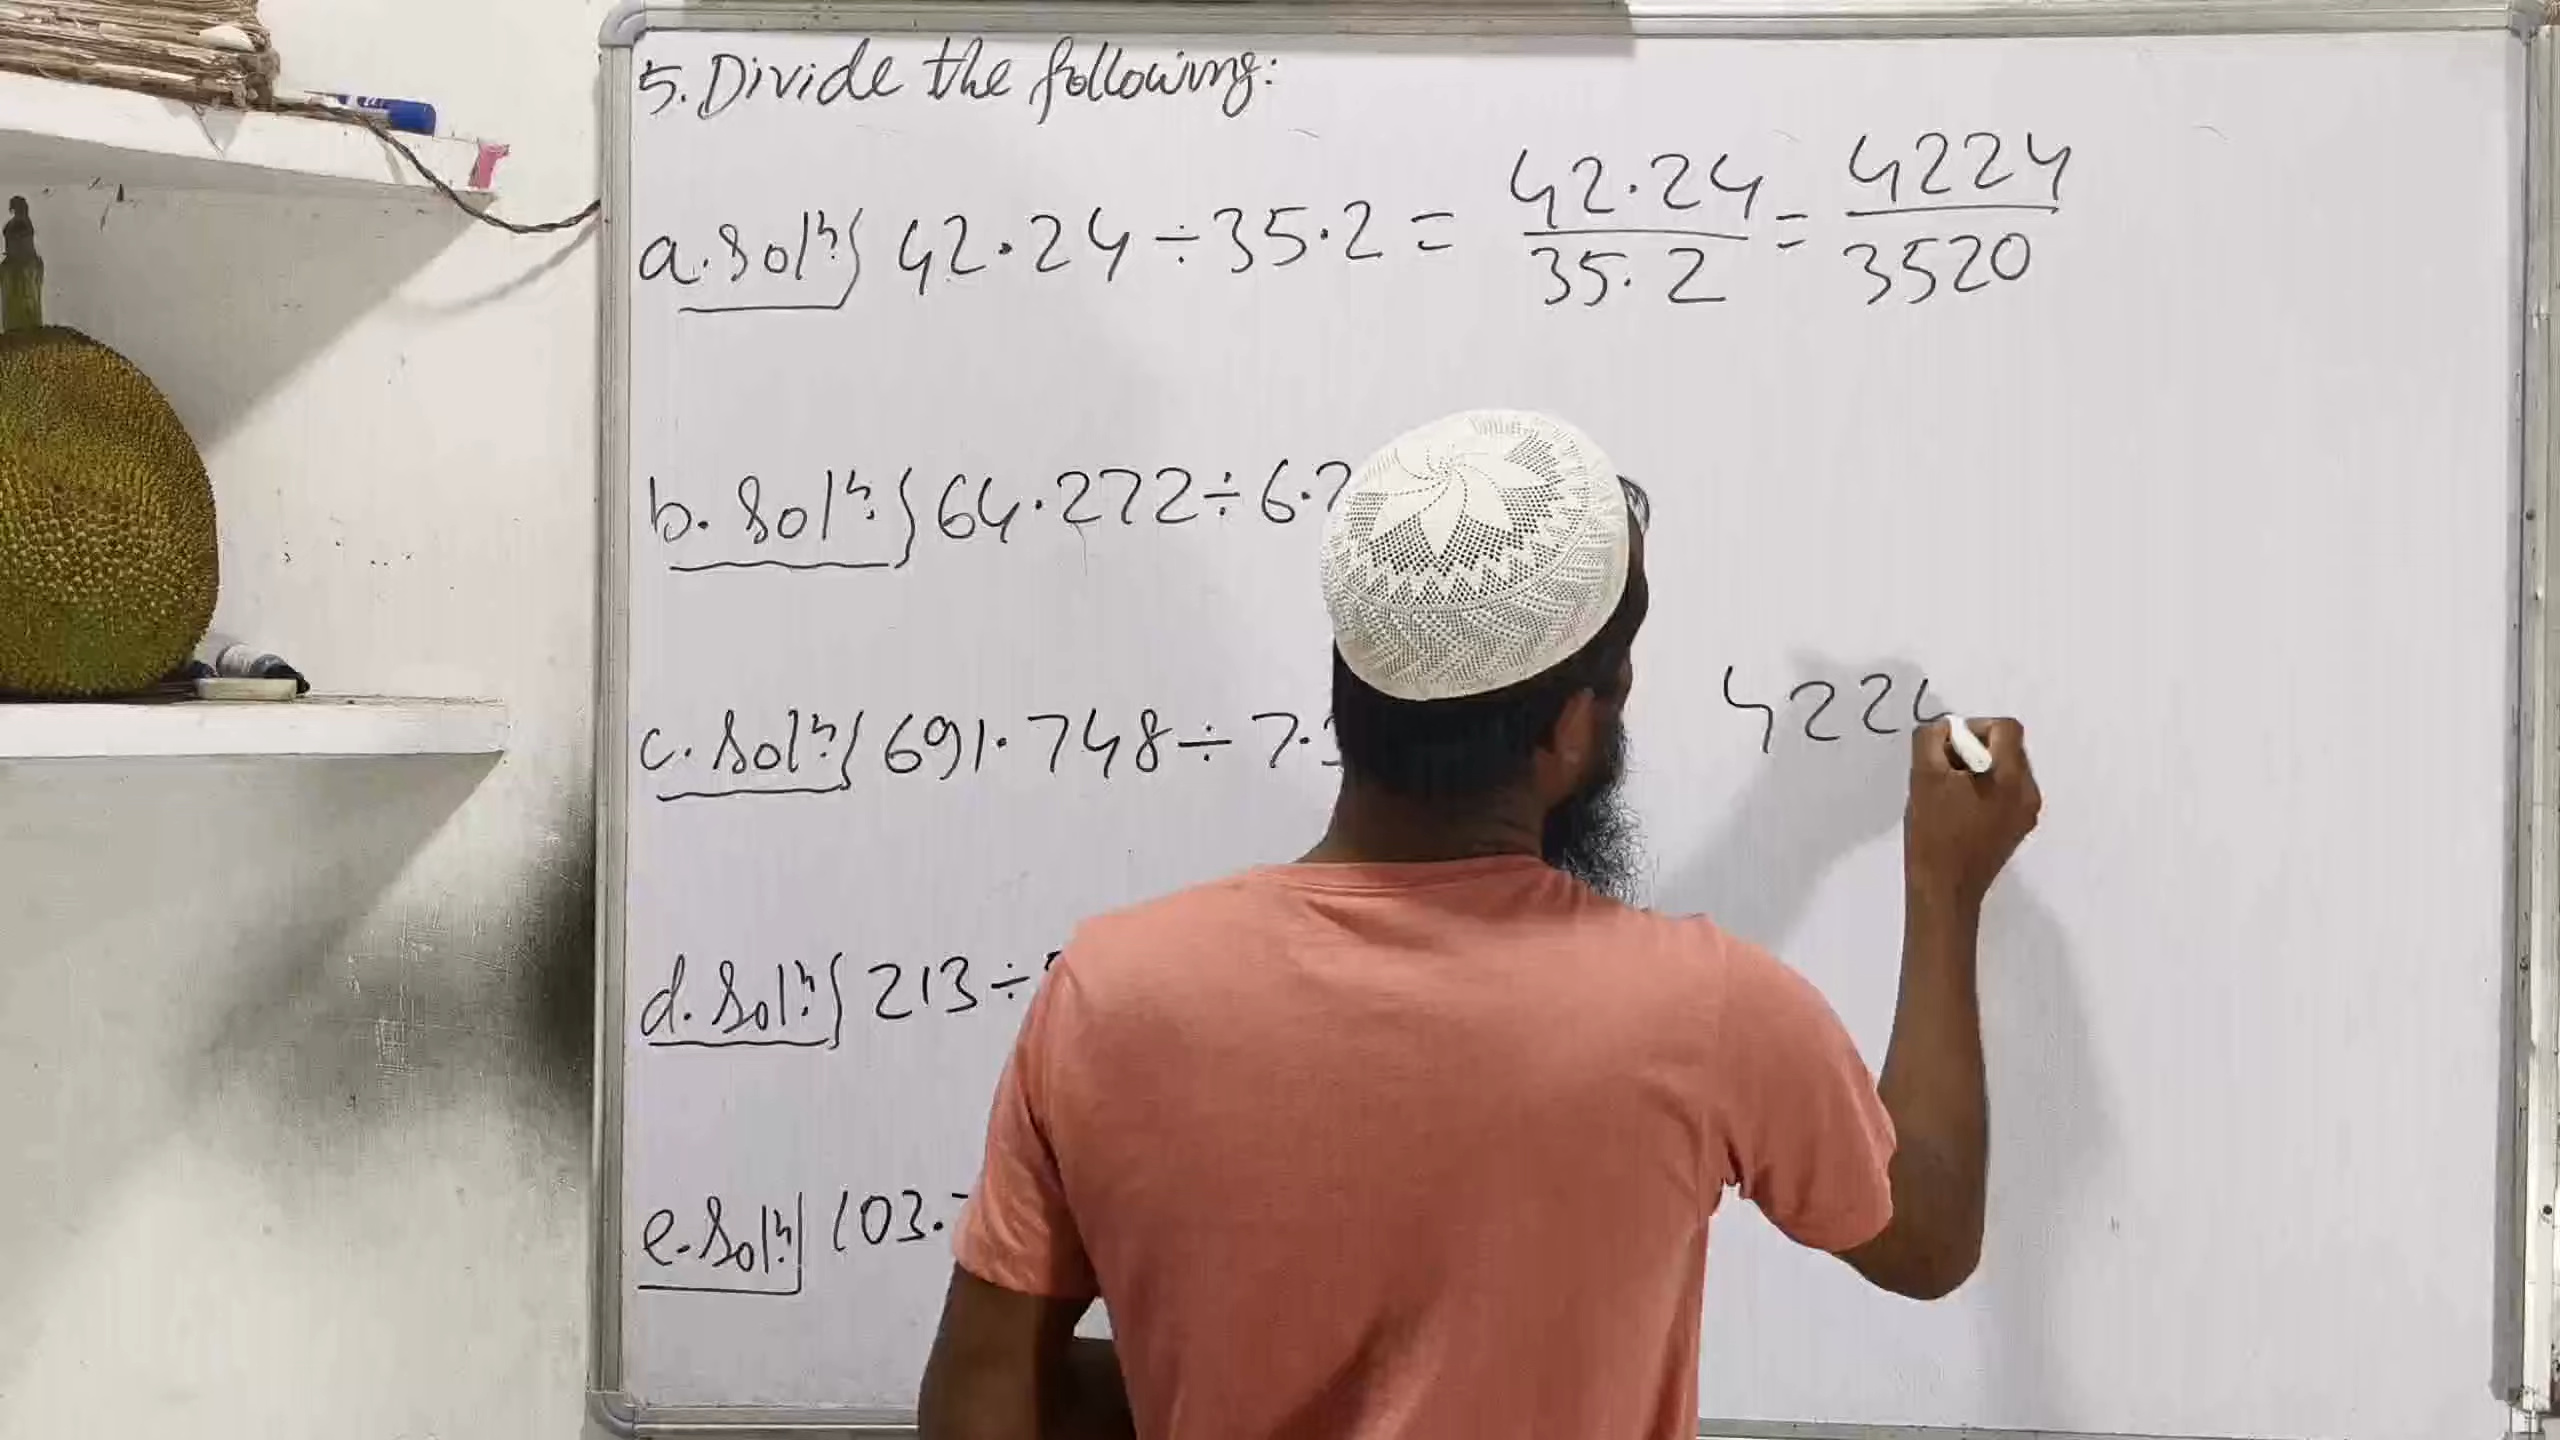 5. Divide the following:
a. Solⁿ:} 42.24 ÷ 35.2 = 42.24/35.2 = 4224/3520
b. Solⁿ:} 64.272 ÷ 6.
c. Solⁿ:} 691.748 ÷ 7.
4224
d. Solⁿ:} 213 ÷
e. Solⁿ:} 103.